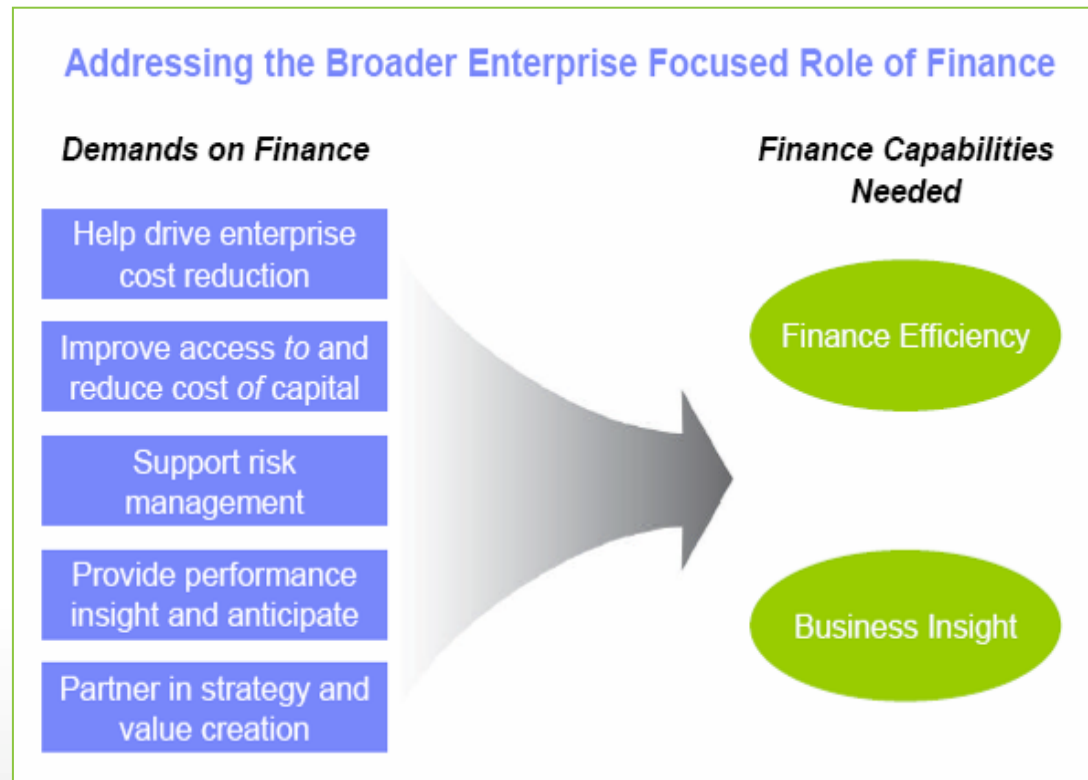 Addressing the Broader Enterprise Focused Role of Finance
Demands on Finance
Help drive enterprise
cost reduction
Improve access to and
reduce cost of capital
Support risk
management
Provide performance
insight and anticipate
Partner in strategy and
value creation
Finance Capabilities
Needed
Finance Efficiency
Business Insight